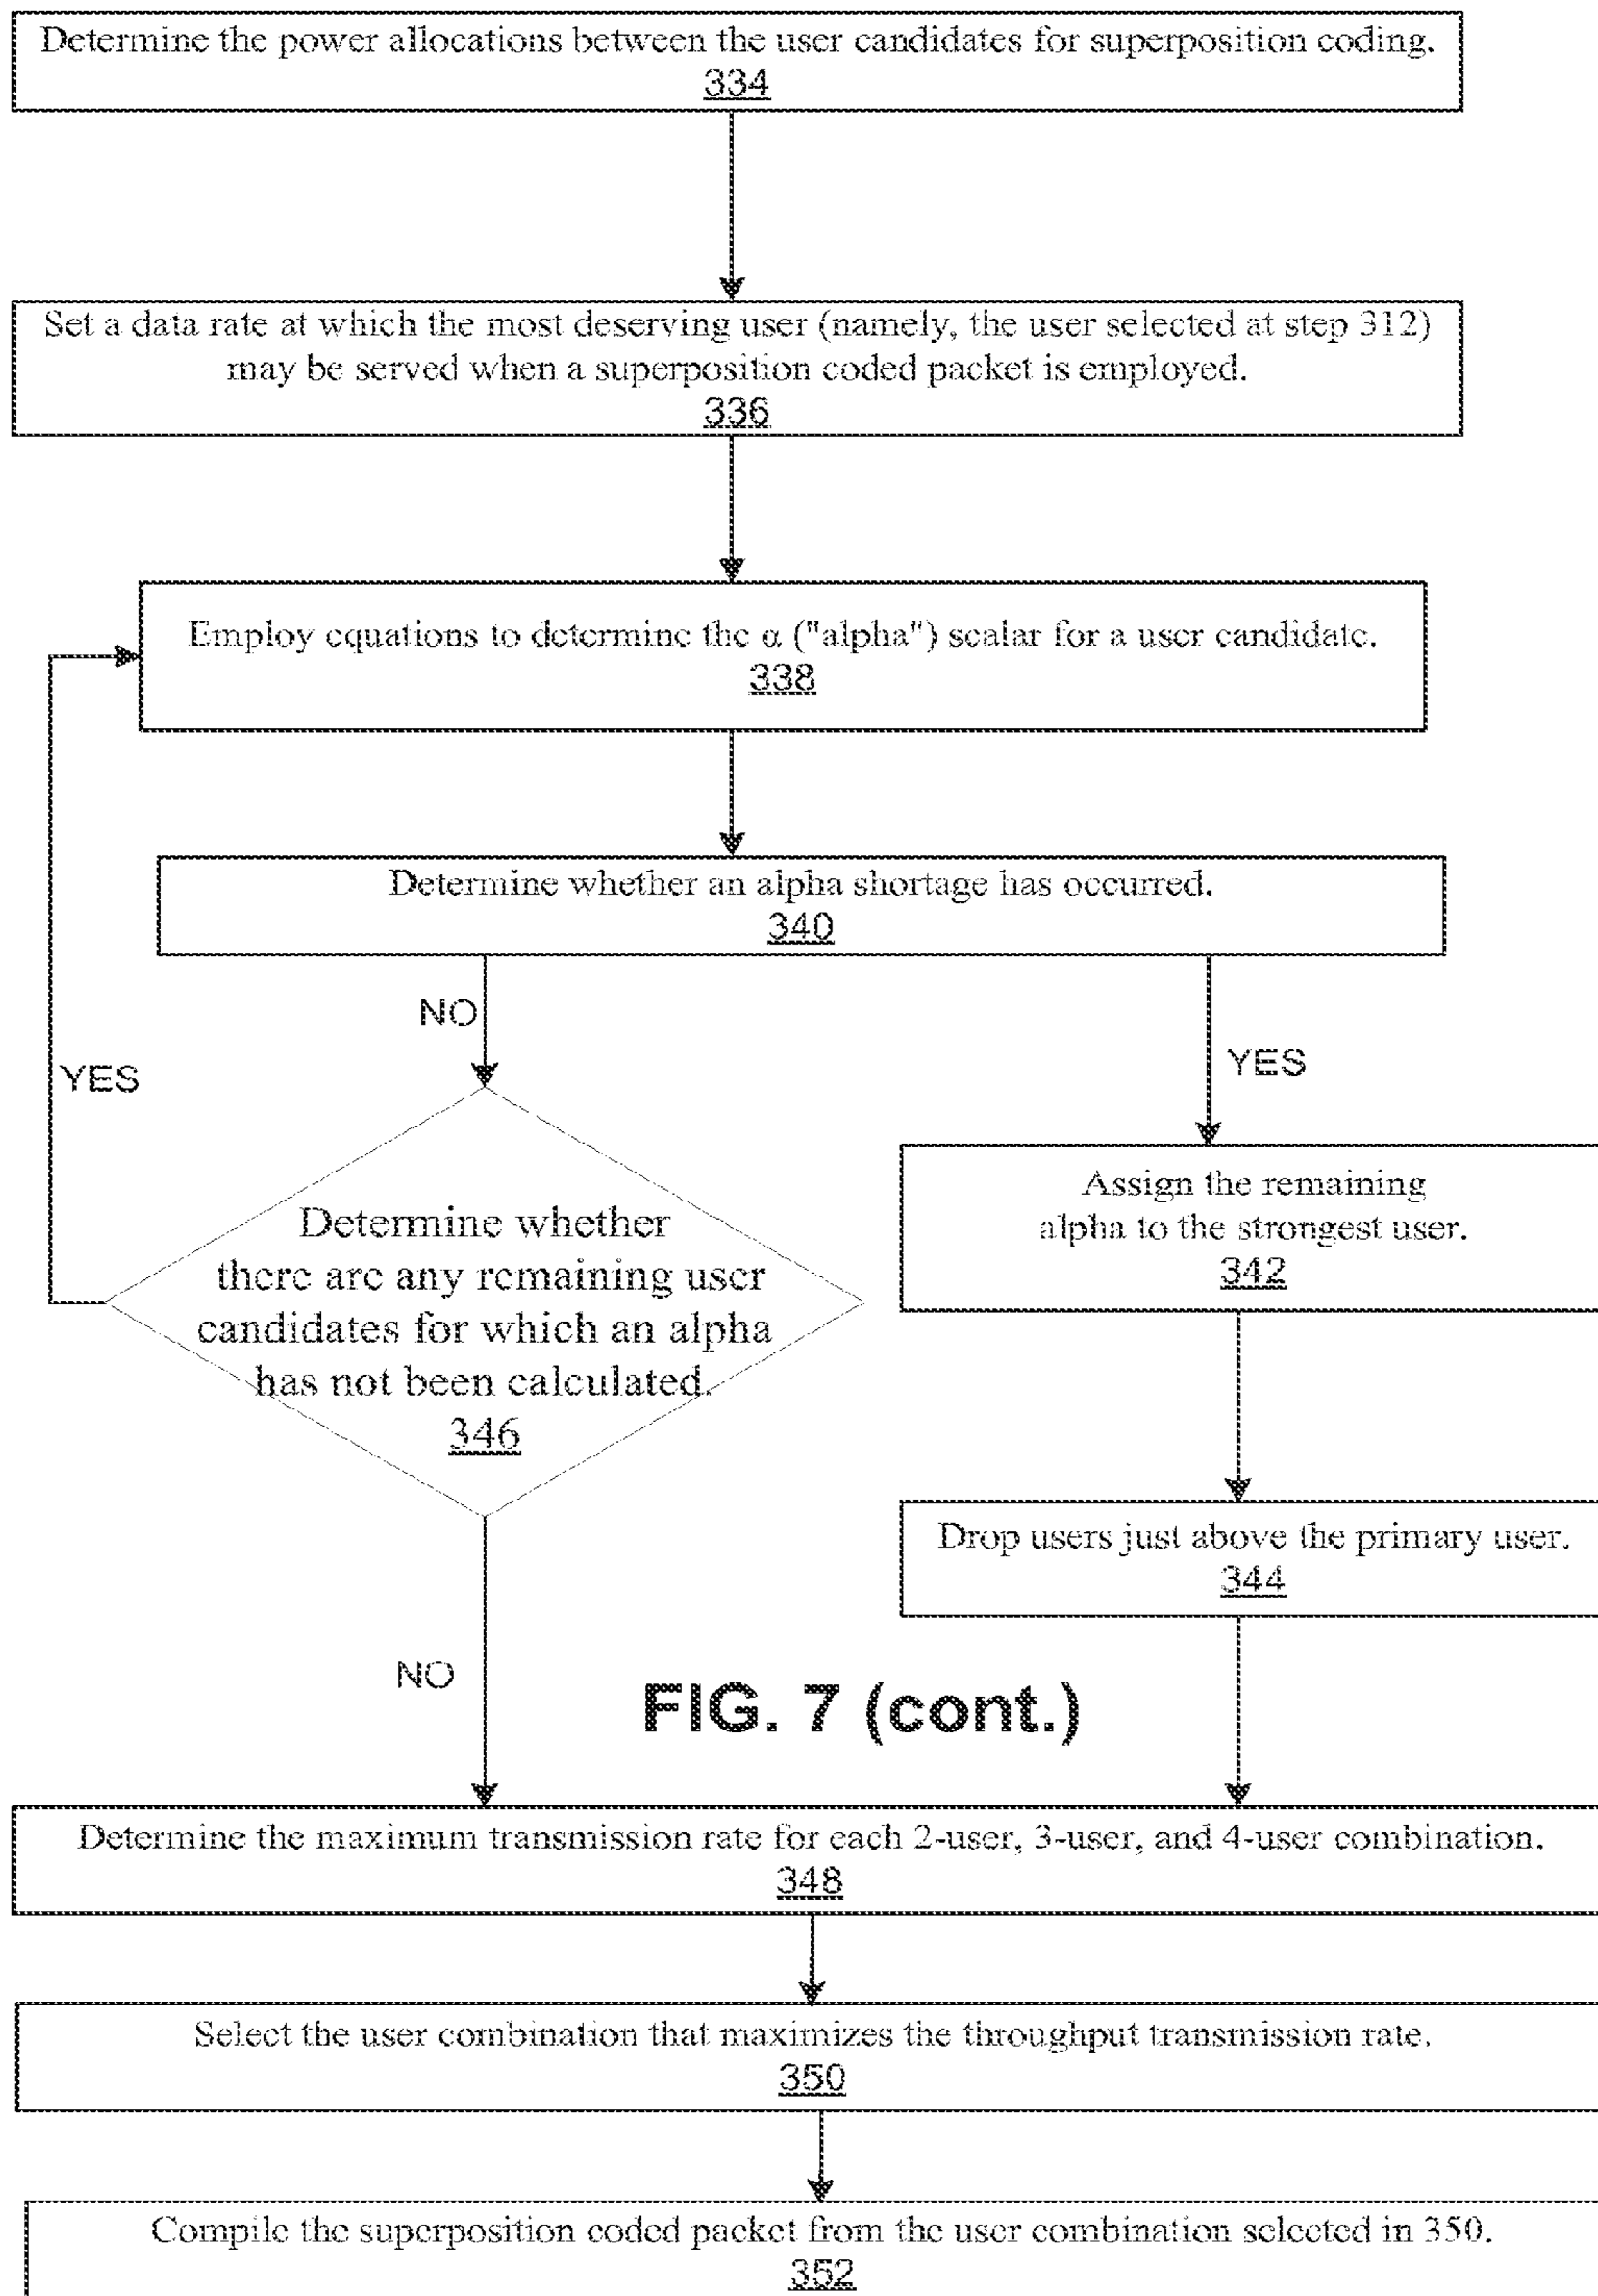 Determine the power allocations between the user candidates for superposition coding.
334
Set a data rate at which the most deserving user (namely, the user selected at step 312)
may be served when a superposition coded packet is employed.
336
Employ equations to determine the α ("alpha") scalar for a user candidate.
338
Determine whether an alpha shortage has occurred.
340
NO
YES
YES
Determine whether
there are any remaining user
candidates for which an alpha
has not been calculated.
346
Assign the remaining
alpha to the strongest user.
342
Drop users just above the primary user.
344
NO
FIG. 7 (cont.)
Determine the maximum transmission rate for each 2-user, 3-user, and 4-user combination.
348
Select the user combination that maximizes the throughput transmission rate.
350
Compile the superposition coded packet from the user combination selected in 350.
352